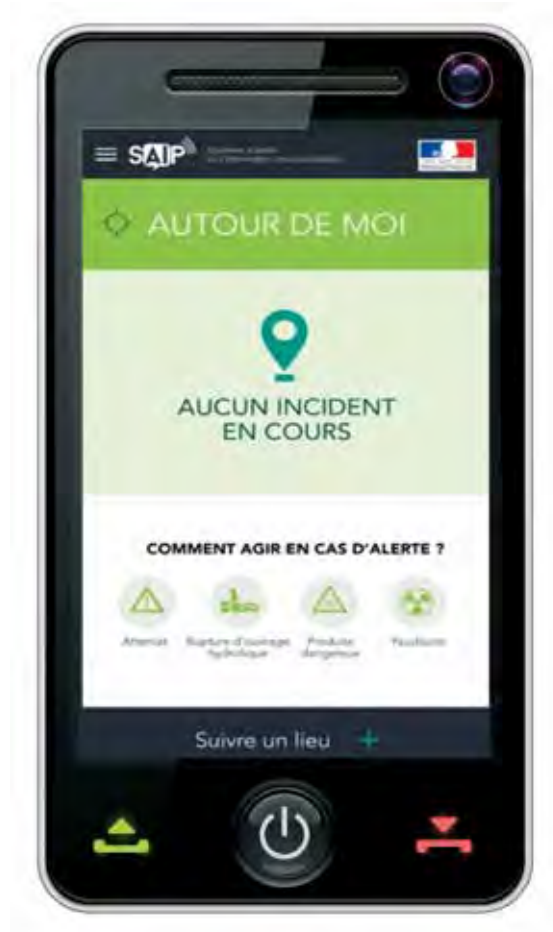 SAIP
AUTOUR DE MOI
AUCUN INCIDENT
EN COURS
COMMENT AGIR EN CAS D'ALERTE ?
Attentat Rupture d'ouvrage Produits Nucléaire
hydraulique dangereux
Suivre un lieu +